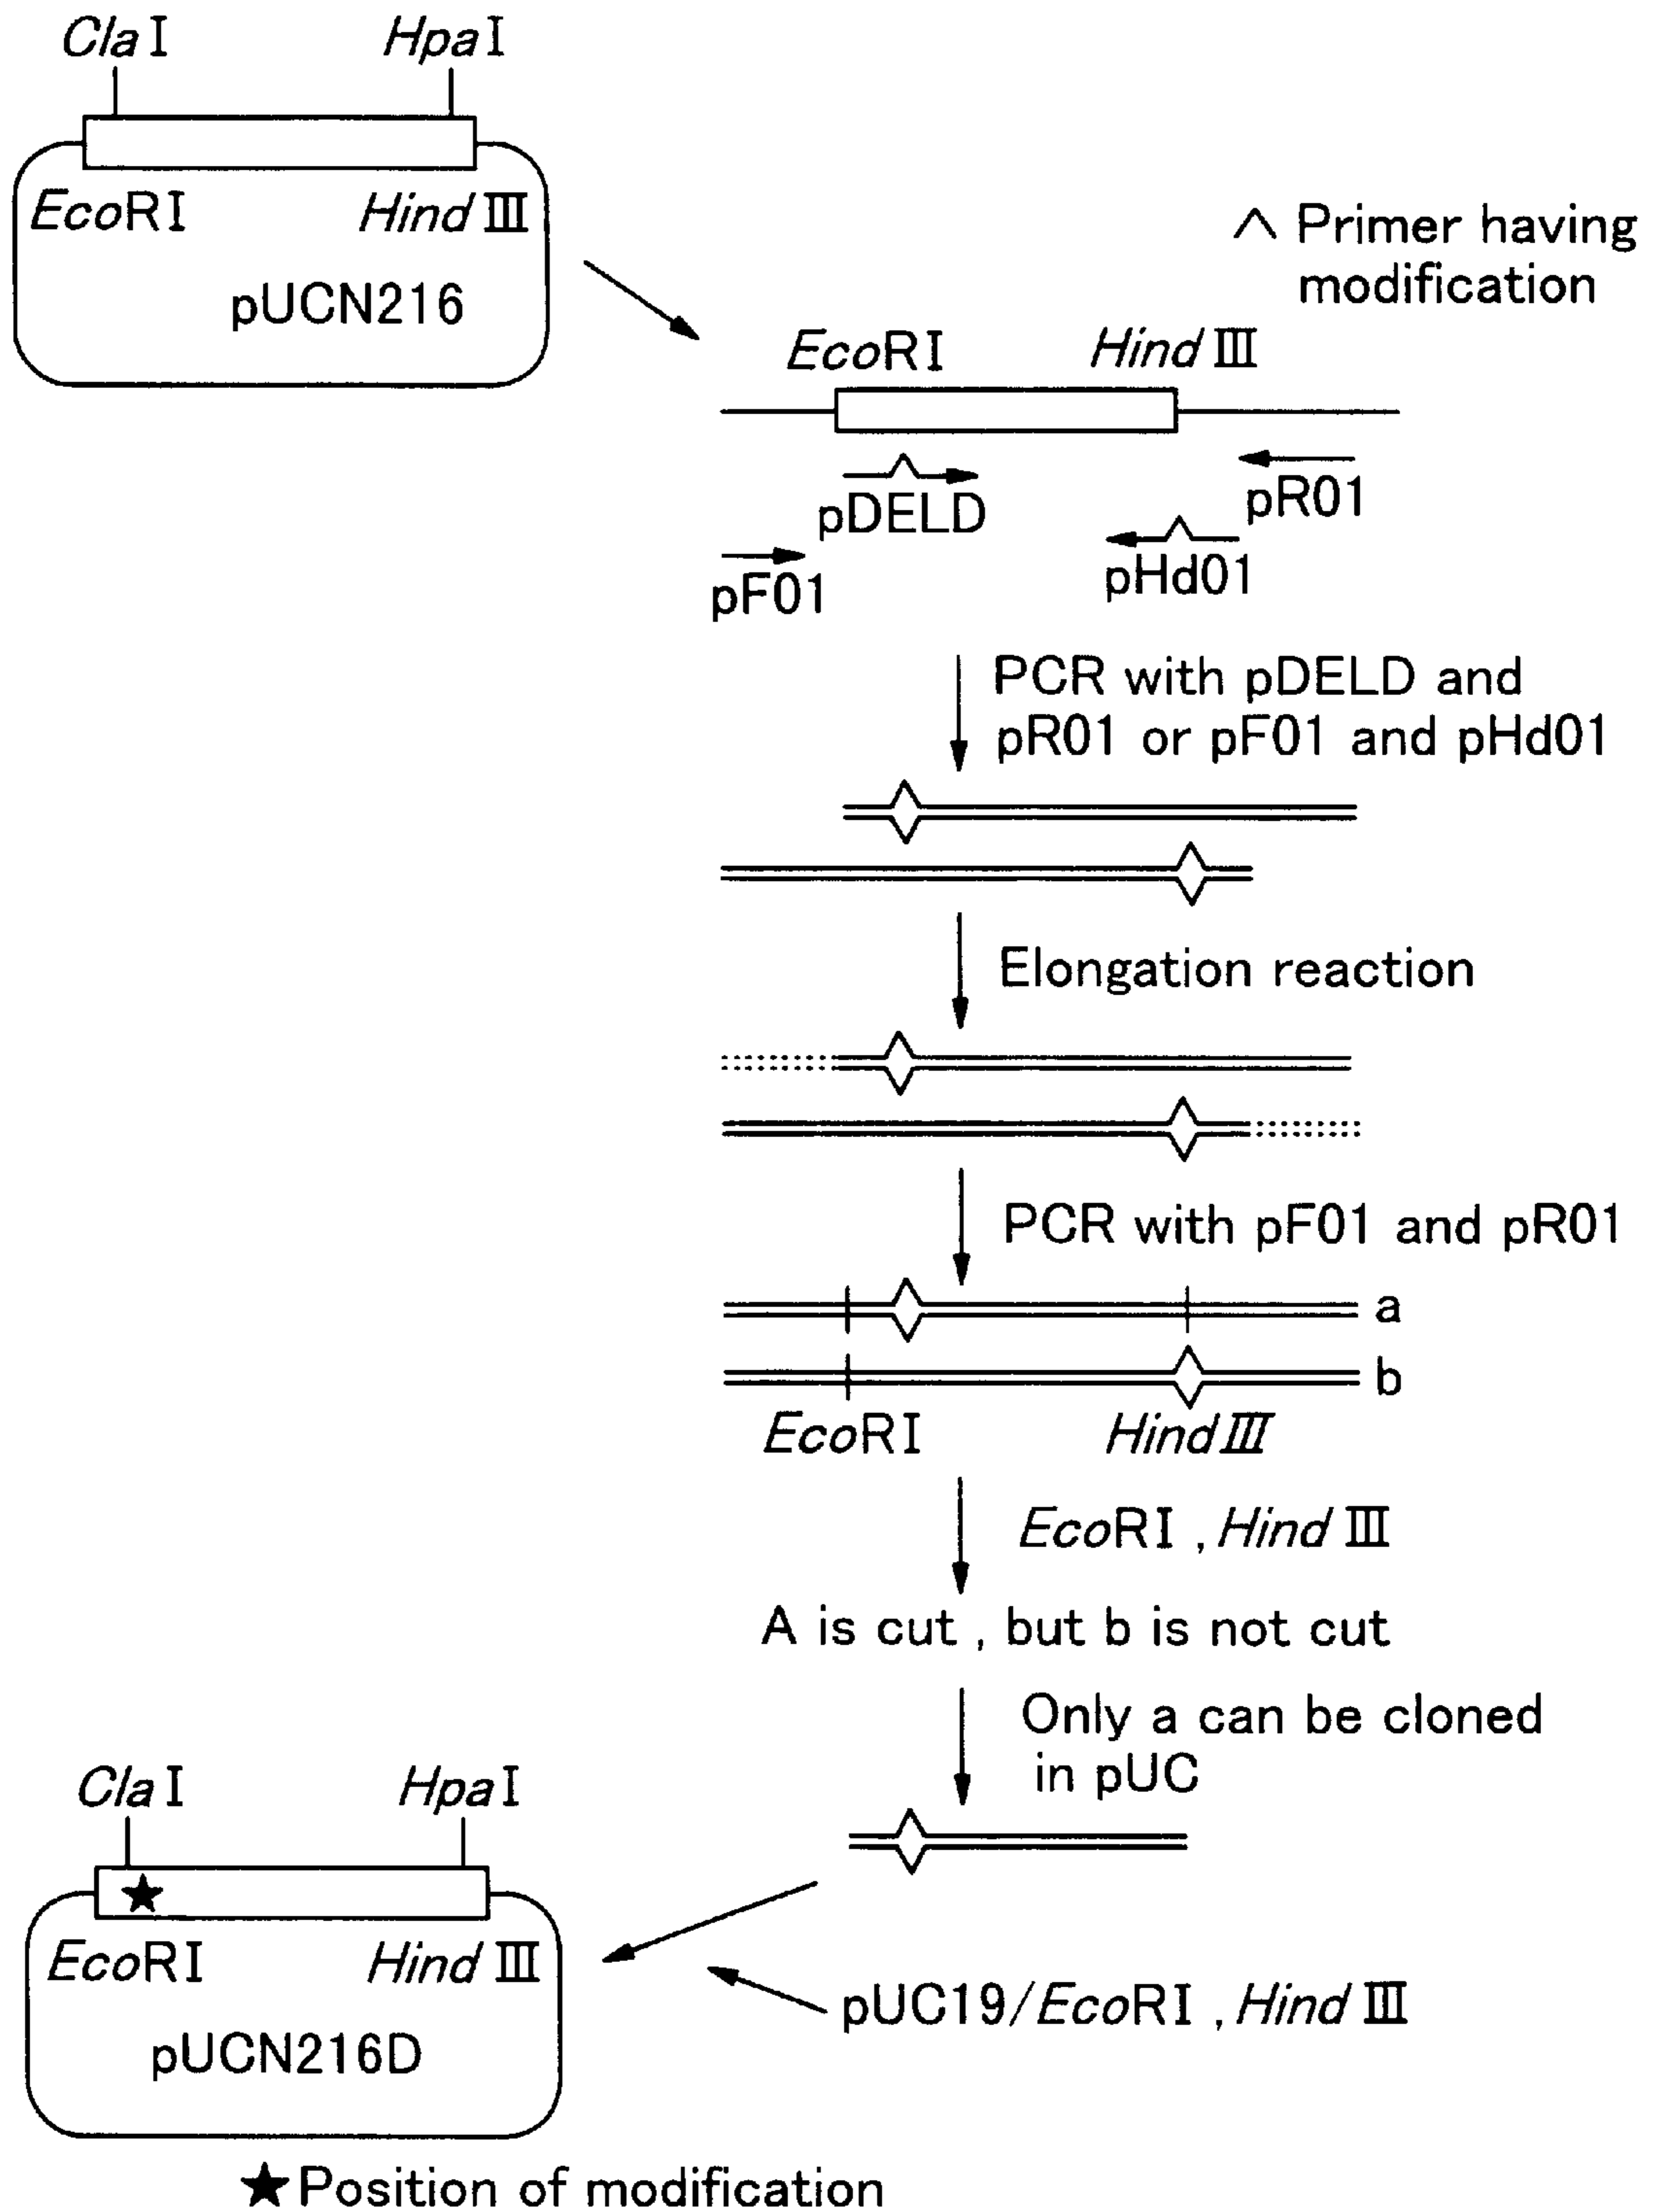 ClaI HpaI
EcoRI HindIII
pUCN216
∧ Primer having
modification
EcoRI HindIII
pDELD
pR01
pF01
pHd01
PCR with pDELD and
pR01 or pF01 and pHd01
Elongation reaction
PCR with pF01 and pR01
a
b
EcoRI HindIII
EcoRI , HindIII
A is cut , but b is not cut
Only a can be cloned
in pUC
ClaI HpaI
★
EcoRI HindIII
pUCN216D
pUC19/EcoRI , HindIII
★Position of modification